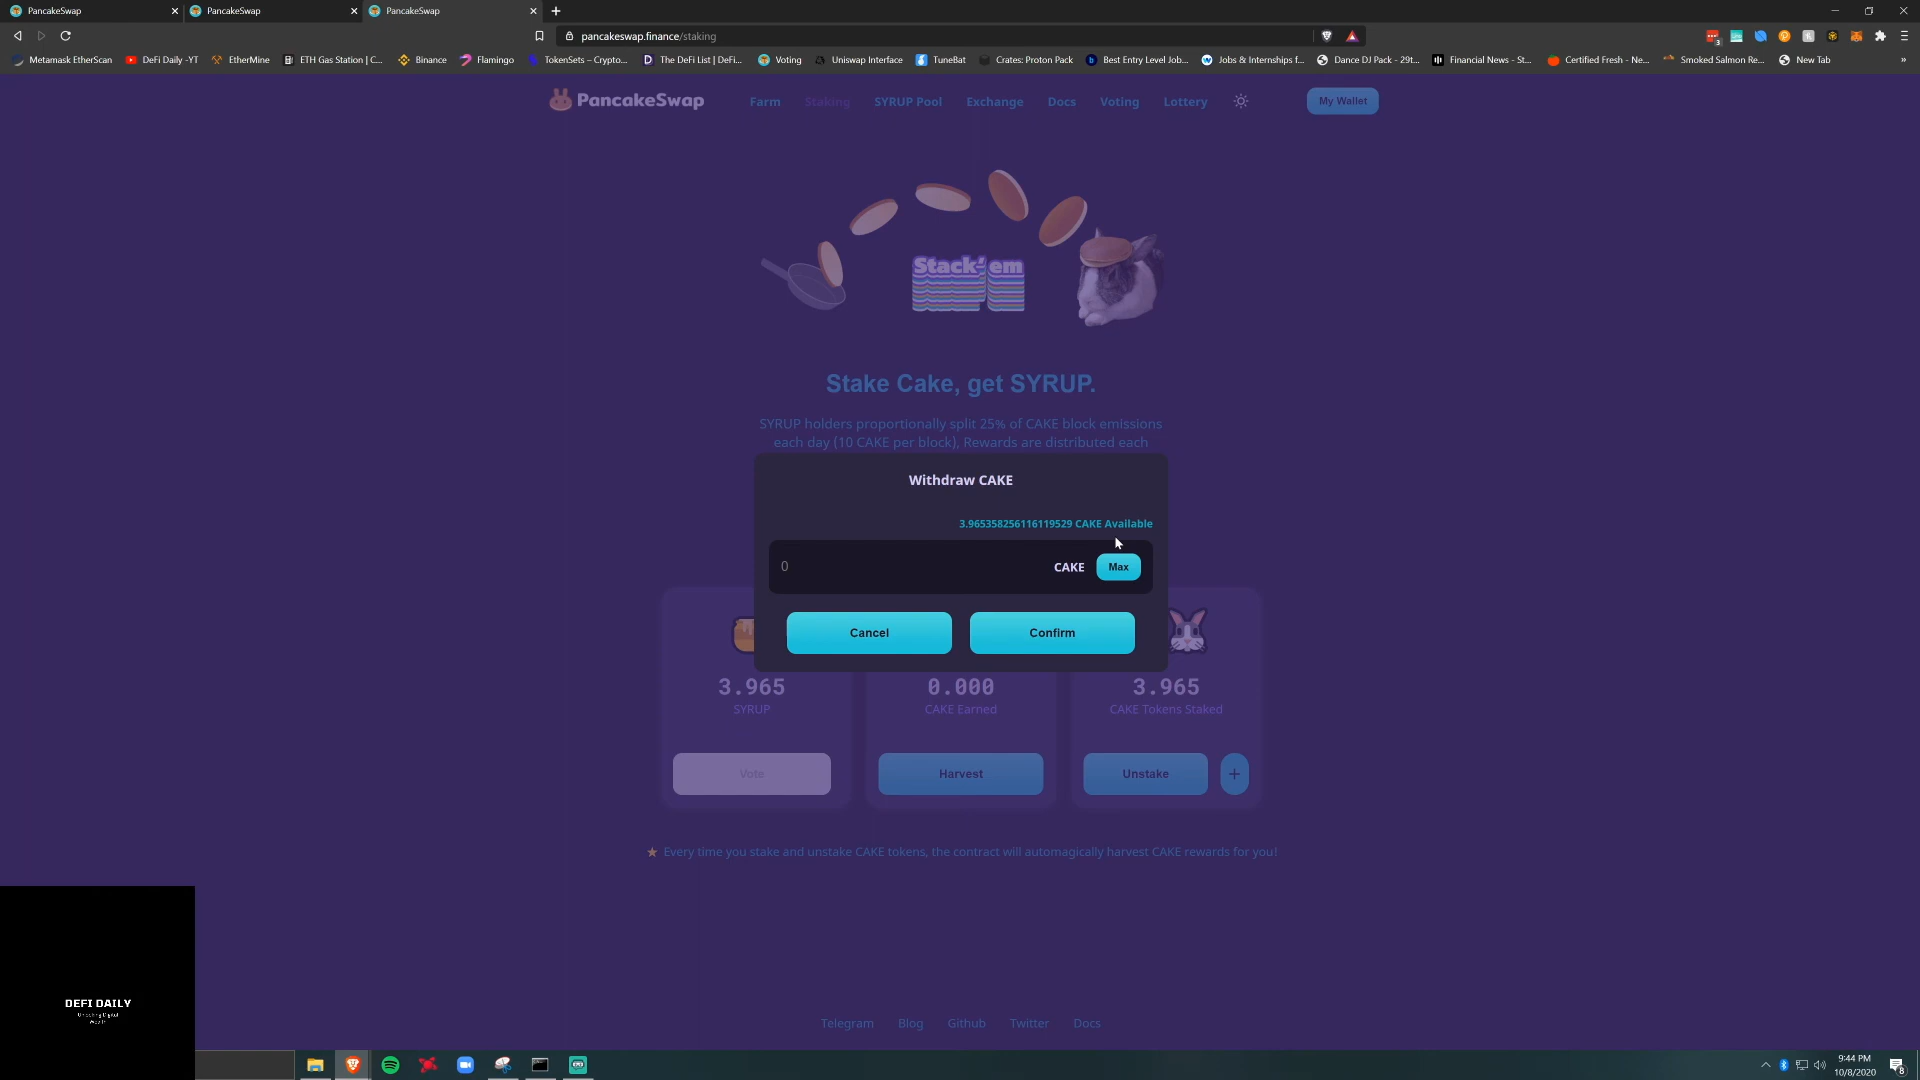 PancakeSwap
PancakeSwap
PancakeSwap
pancakeswap.finance/staking
3
Metamask EtherScan
DeFi Daily -YT
EtherMine
ETH Gas Station | C...
Binance
Flamingo
TokenSets – Crypto...
The DeFi List | DeFi...
Voting
Uniswap Interface
TuneBat
Crates: Proton Pack
Best Entry Level Job...
Jobs & Internships f...
Dance DJ Pack - 29t...
Financial News - St...
Certified Fresh - Ne...
Smoked Salmon Re...
New Tab
»
PancakeSwap
Farm
Staking
SYRUP Pool
Exchange
Docs
Voting
Lottery
My Wallet
Stack' em
Stake Cake, get SYRUP.
SYRUP holders proportionally split 25% of CAKE block emissions
each day (10 CAKE per block), Rewards are distributed each
Withdraw CAKE
3.965358256116119529 CAKE Available
0
CAKE
Max
Cancel
Confirm
3.965
0.000
3.965
SYRUP
CAKE Earned
CAKE Tokens Staked
Vote
Harvest
Unstake
+
★ Every time you stake and unstake CAKE tokens, the contract will automagically harvest CAKE rewards for you!
DEFI DAILY
Unlocking Digital
Wealth
Telegram
Blog
Github
Twitter
Docs
9:44 PM
10/8/2020
8